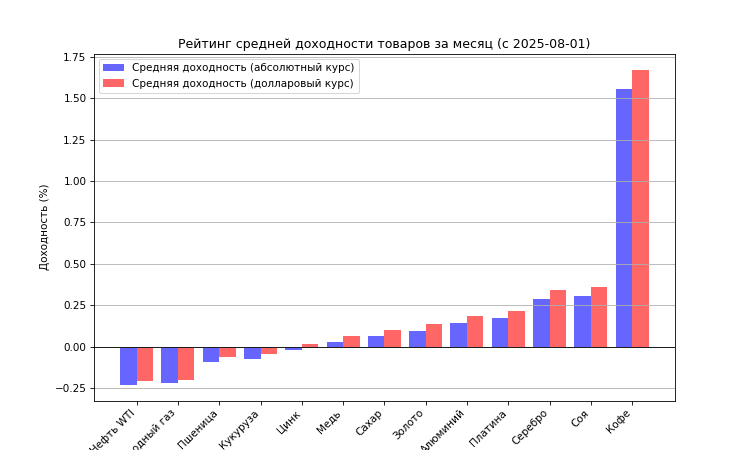 Рейтинг средней доходности товаров за месяц (с 2025-08-01)
Средняя доходность (абсолютный курс)
Средняя доходность (долларовый курс)
Доходность (%)
1.75
1.50
1.25
1.00
0.75
0.50
0.25
0.00
−0.25
Нефть WTI
одный газ
Пшеница
Кукуруза
Цинк
Медь
Сахар
Золото
Алюминий
Платина
Серебро
Соя
Кофе